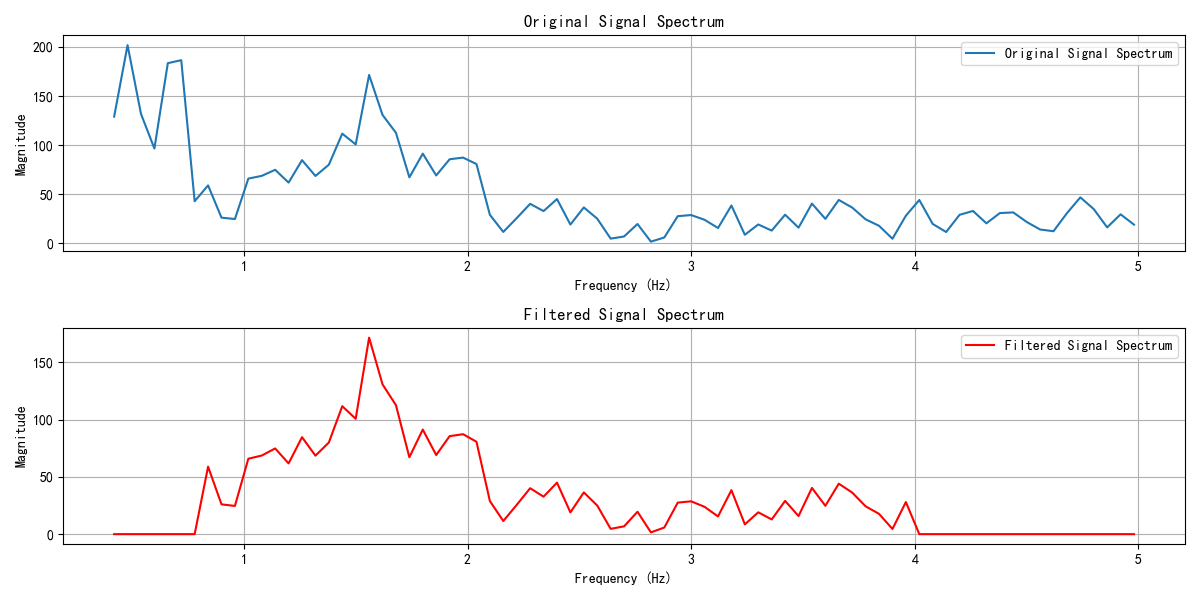 Original Signal Spectrum
200
150
100
50
0
Magnitude
Original Signal Spectrum
1
2
3
4
5
Frequency (Hz)
Filtered Signal Spectrum
150
100
50
0
Magnitude
Filtered Signal Spectrum
1
2
3
4
5
Frequency (Hz)